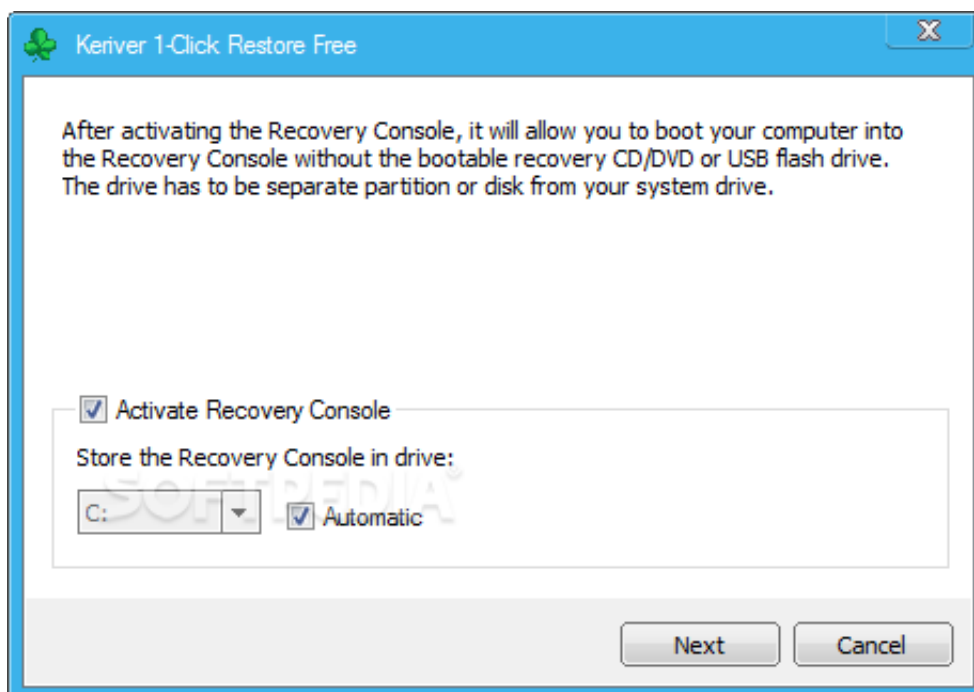 Keriver 1-Click Restore Free
X
After activating the Recovery Console, it will allow you to boot your computer into
the Recovery Console without the bootable recovery CD/DVD or USB flash drive.
The drive has to be separate partition or disk from your system drive.
Activate Recovery Console
Store the Recovery Console in drive:
SOFTPEDIA®
C:
Automatic
Next
Cancel